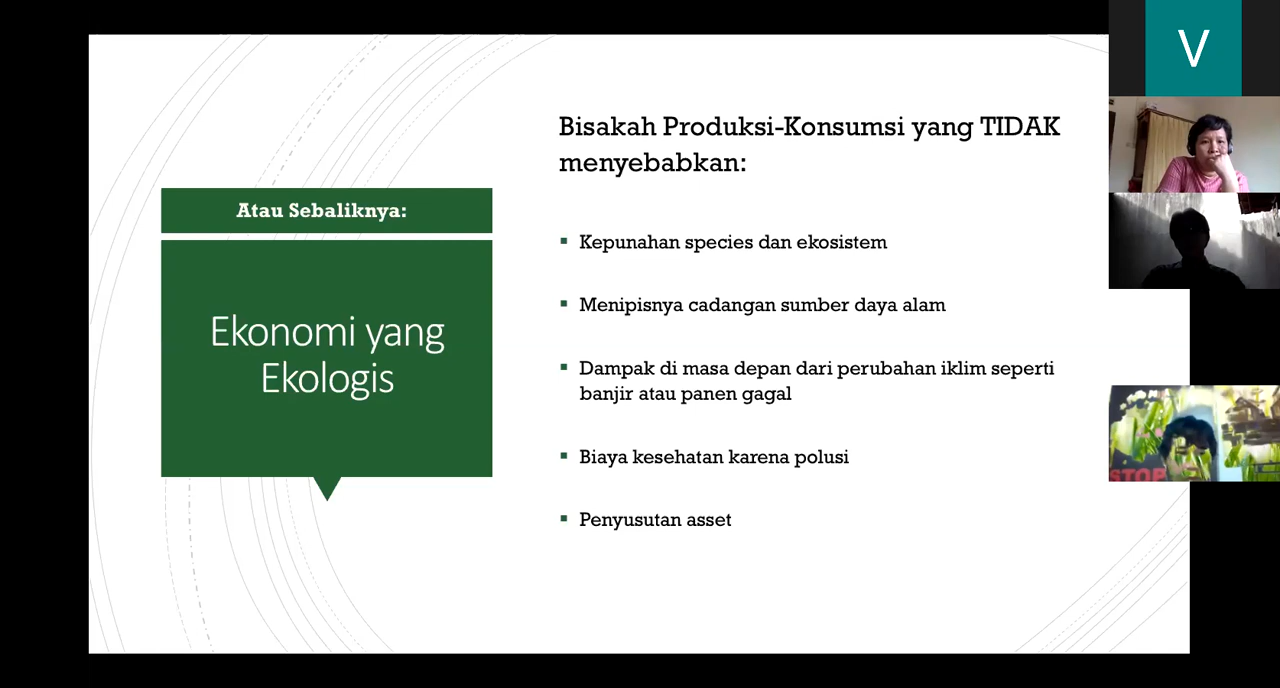 Atau Sebaliknya:
Ekonomi yang
Ekologis
Bisakah Produksi-Konsumsi yang TIDAK
menyebabkan:
Kepunahan species dan ekosistem
Menipisnya cadangan sumber daya alam
Dampak di masa depan dari perubahan iklim seperti
banjir atau panen gagal
Biaya kesehatan karena polusi
Penyusutan asset
V
STOP